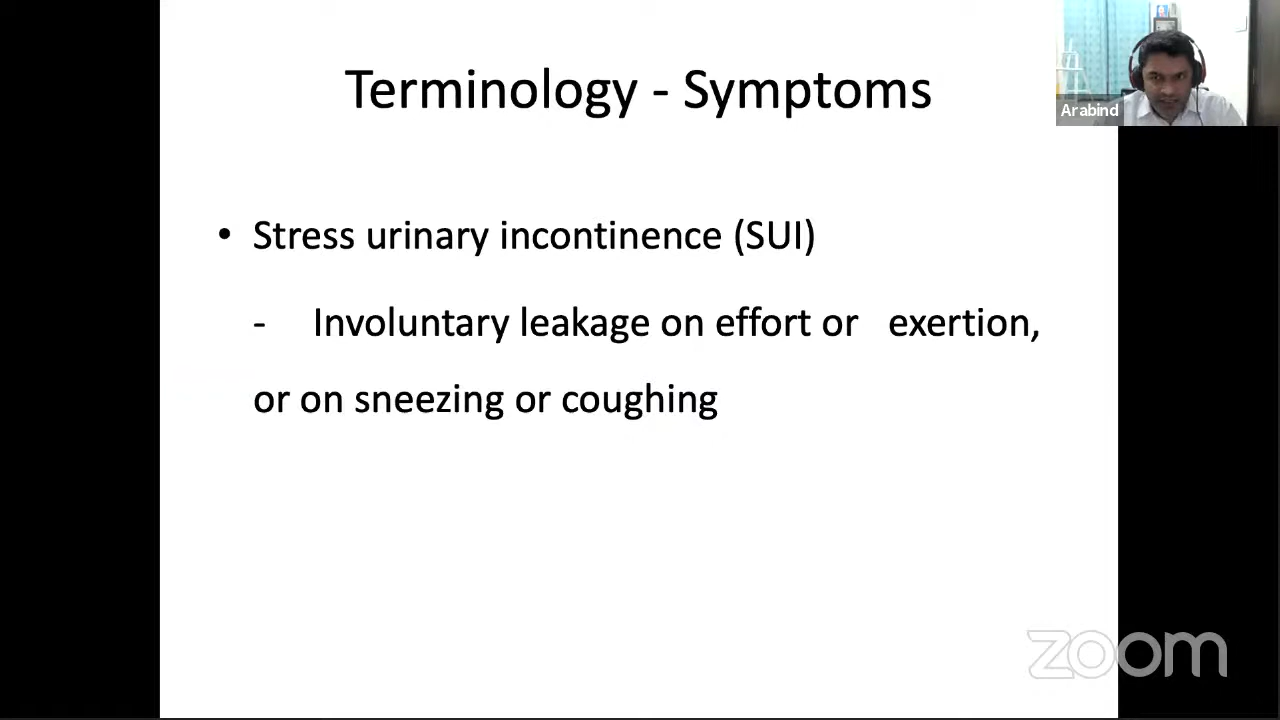 Terminology - Symptoms
Arabind
• Stress urinary incontinence (SUI)
- Involuntary leakage on effort or exertion,
or on sneezing or coughing
zoom